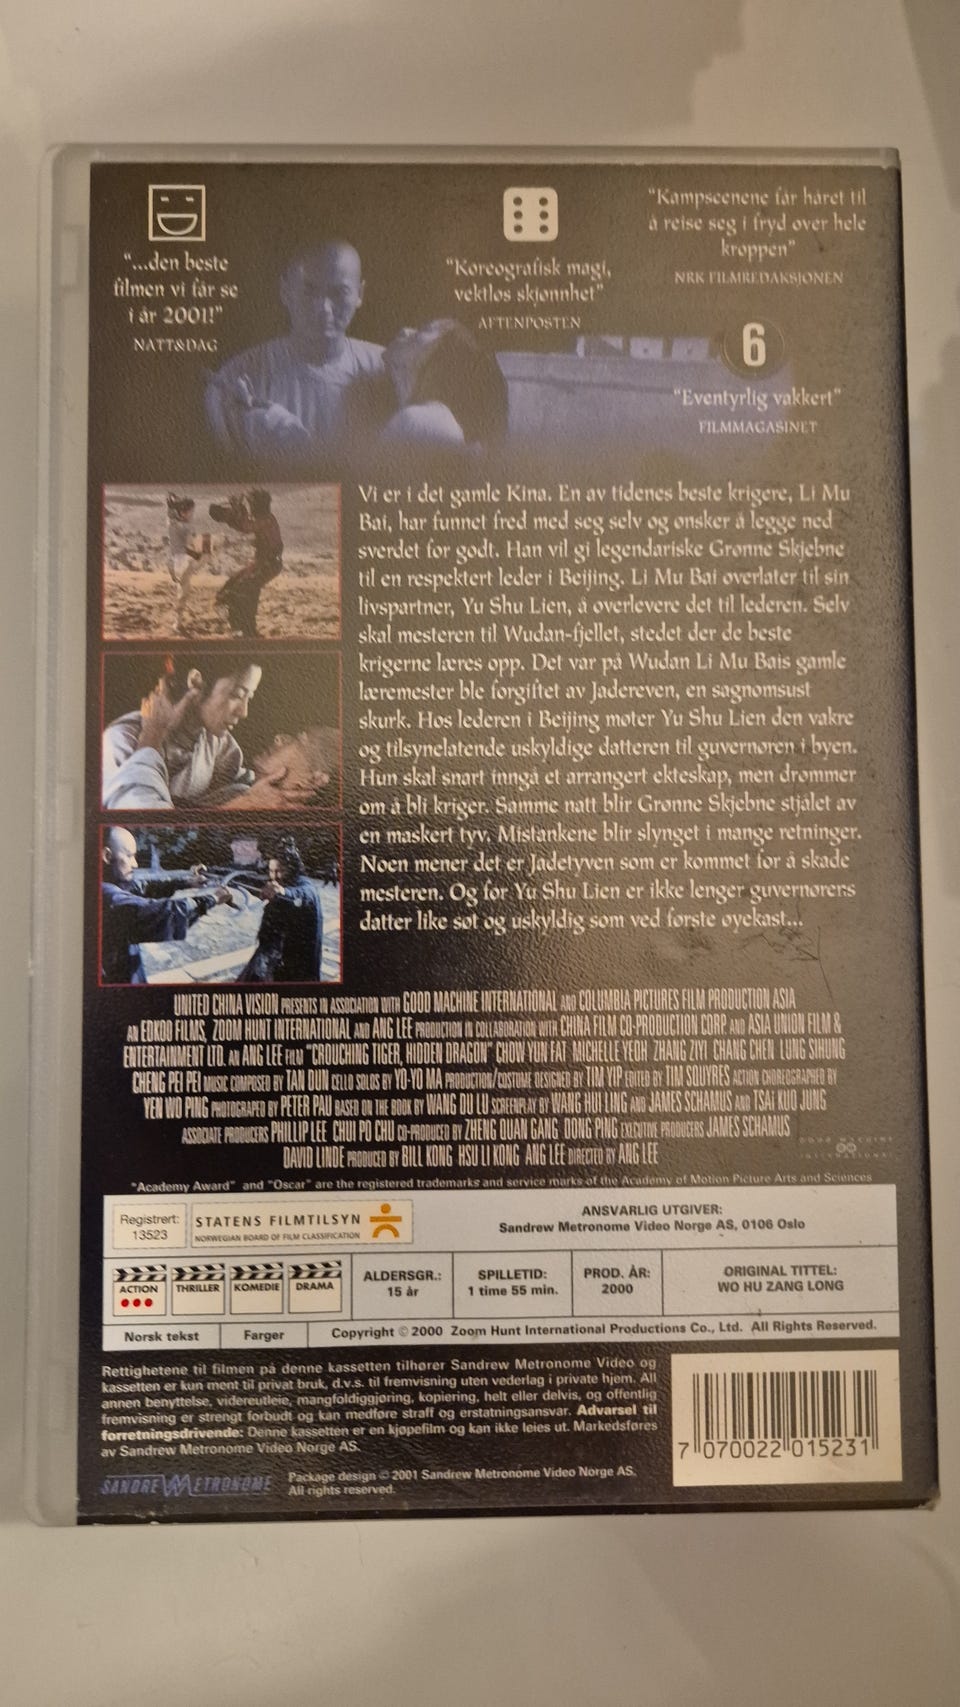 "...den beste
filmen vi får se
i år 2001!"
NATT&DAG
"Koreografisk magi,
vektløs skjønnhet"
AFTENPOSTEN
"Kampscenene får håret til
å reise seg i fryd over hele
kroppen"
NRK FILMREDAKSJONEN
6
"Eventyrlig vakkert"
FILMMAGASINET
Vi er i det gamle Kina. En av tidenes beste krigere, Li Mu
Bai, har funnet fred med seg selv og ønsker å legge ned
sverdet for godt. Han vil gi legendariske Grønne Skjebne
til en respektert leder i Beijing. Li Mu Bai overlater til sin
livspartner, Yu Shu Lien, å overlevere det til lederen. Selv
skal mesteren til Wudan-fjellet, stedet der de beste
krigerne læres opp. Det var på Wudan Li Mu Bais gamle
læremester ble forgiftet av Jadereven, en sagnomsust
skurk. Hos lederen i Beijing møter Yu Shu Lien den vakre
og tilsynelatende uskyldige datteren til guvernøren i byen.
Hun skal snart inngå et arrangert ekteskap, men drømmer
om å bli kriger. Samme natt blir Grønne Skjebne stjålet av
en maskert tyv. Mistankene blir slynget i mange retninger.
Noen mener det er Jadetyven som er kommet for å skade
mesteren. Og for Yu Shu Lien er ikke lenger guvernørens
datter like søt og uskyldig som ved første øyekast...
UNITED CHINA VISION PRESENTS IN ASSOCIATION WITH GOOD MACHINE INTERNATIONAL AND COLUMBIA PICTURES FILM PRODUCTION ASIA
AN EDKOO FILMS, ZOOM HUNT INTERNATIONAL AND ANG LEE PRODUCTION IN COLLABORATION WITH CHINA FILM CO-PRODUCTION CORP AND ASIA UNION FILM &
ENTERTAINMENT LTD. AN ANG LEE FILM "CROUCHING TIGER, HIDDEN DRAGON" CHOW YUN FAT MICHELLE YEOH ZHANG ZIYI CHANG CHEN LUNG SIHUNG
CHENG PEI PEI MUSIC COMPOSED BY TAN DUN CELLO SOLOS BY YO-YO MA PRODUCTION/COSTUME DESIGNED BY TIM YIP EDITED BY TIM SQUYRES ACTION CHOREOGRAPHED BY
YEN WO PING PHOTOGRAPED BY PETER PAU BASED ON THE BOOK BY WANG DU LU SCREENPLAY BY WANG HUI LING AND JAMES SCHAMUS AND TSAI KUO JUNG
ASSOCIATE PRODUCERS PHILLIP LEE CHUI PO CHU CO-PRODUCED BY ZHENG QUAN GANG DONG PING EXECUTIVE PRODUCERS JAMES SCHAMUS
DAVID LINDE PRODUCED BY BILL KONG HSU LI KONG ANG LEE DIRECTED BY ANG LEE
GOOD MACHINE
INTERNATIONAL
"Academy Award" and "Oscar" are the registered trademarks and service marks of the Academy of Motion Picture Arts and Sciences
Registrert:
13523
STATENS FILMTILSYN
NORWEGIAN BOARD OF FILM CLASSIFICATION
ANSVARLIG UTGIVER:
Sandrew Metronome Video Norge AS, 0106 Oslo
ACTION THRILLER KOMEDIE DRAMA
ALDERSGR.:
15 år
SPILLETID:
1 time 55 min.
PROD. ÅR:
2000
ORIGINAL TITTEL:
WO HU ZANG LONG
Norsk tekst
Farger
Copyright © 2000 Zoom Hunt International Productions Co., Ltd. All Rights Reserved.
Rettighetene til filmen på denne kassetten tilhører Sandrew Metronome Video og
kassetten er kun ment til privat bruk, d.v.s. til fremvisning uten vederlag i private hjem. All
annen benyttelse, videreutleie, mangfoldiggjøring, kopiering, helt eller delvis, og offentlig
fremvisning er strengt forbudt og kan medføre straff og erstatningsansvar. Advarsel til
forretningsdrivende: Denne kassetten er en kjøpefilm og kan ikke leies ut. Markedsføres
av Sandrew Metronome Video Norge AS.
SANDREW METRONOME
Package design © 2001 Sandrew Metronome Video Norge AS.
All rights reserved.
7 070022 015231